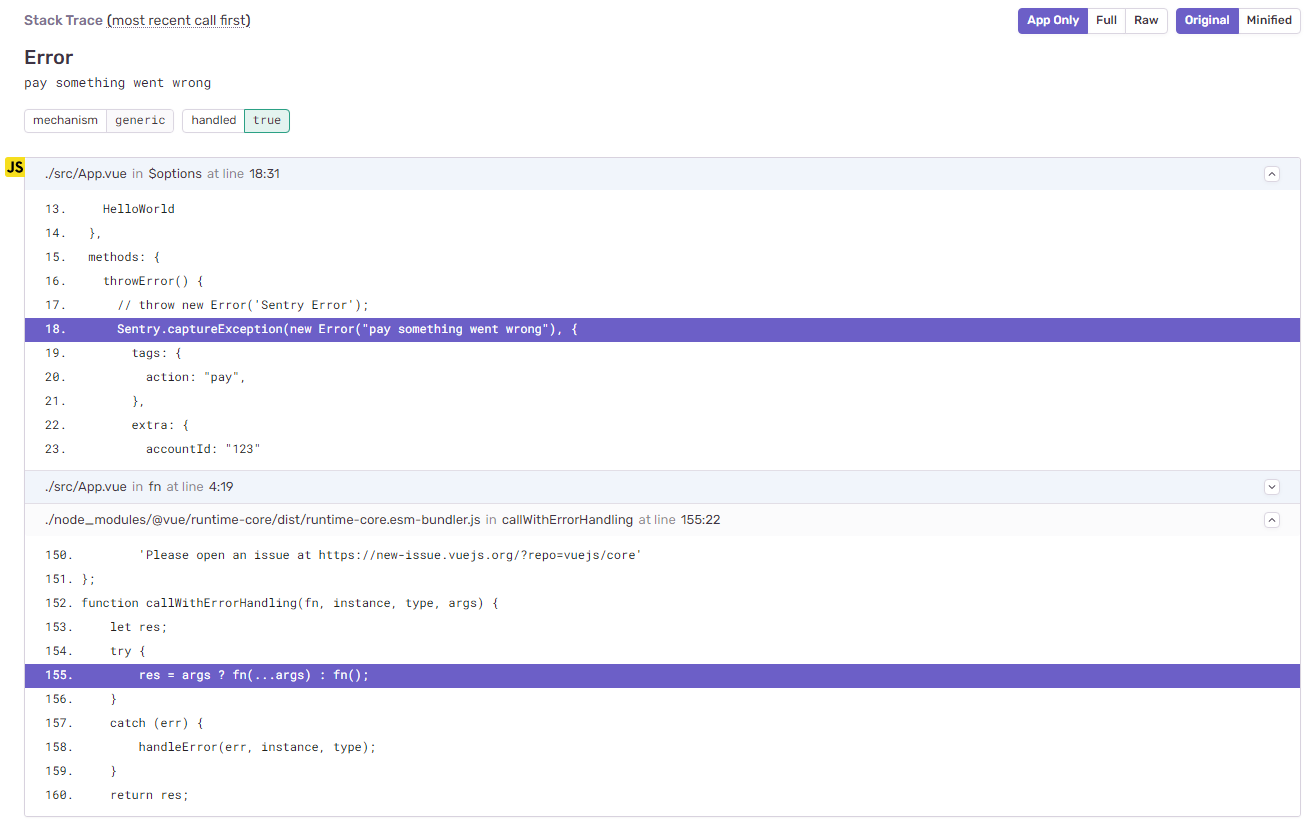 Stack Trace (most recent call first)
App Only Full Raw Original Minified
Error
pay something went wrong
mechanism generic handled true
JS
./src/App.vue in $options at line 18:31
13. HelloWorld
14. },
15. methods: {
16. throwError() {
17. // throw new Error('Sentry Error');
18. Sentry.captureException(new Error("pay something went wrong"), {
19. tags: {
20. action: "pay",
21. },
22. extra: {
23. accountId: "123"
./src/App.vue in fn at line 4:19
./node_modules/@vue/runtime-core/dist/runtime-core.esm-bundler.js in callWithErrorHandling at line 155:22
150. 'Please open an issue at https://new-issue.vuejs.org/?repo=vuejs/core'
151. };
152. function callWithErrorHandling(fn, instance, type, args) {
153. let res;
154. try {
155. res = args ? fn(...args) : fn();
156. }
157. catch (err) {
158. handleError(err, instance, type);
159. }
160. return res;